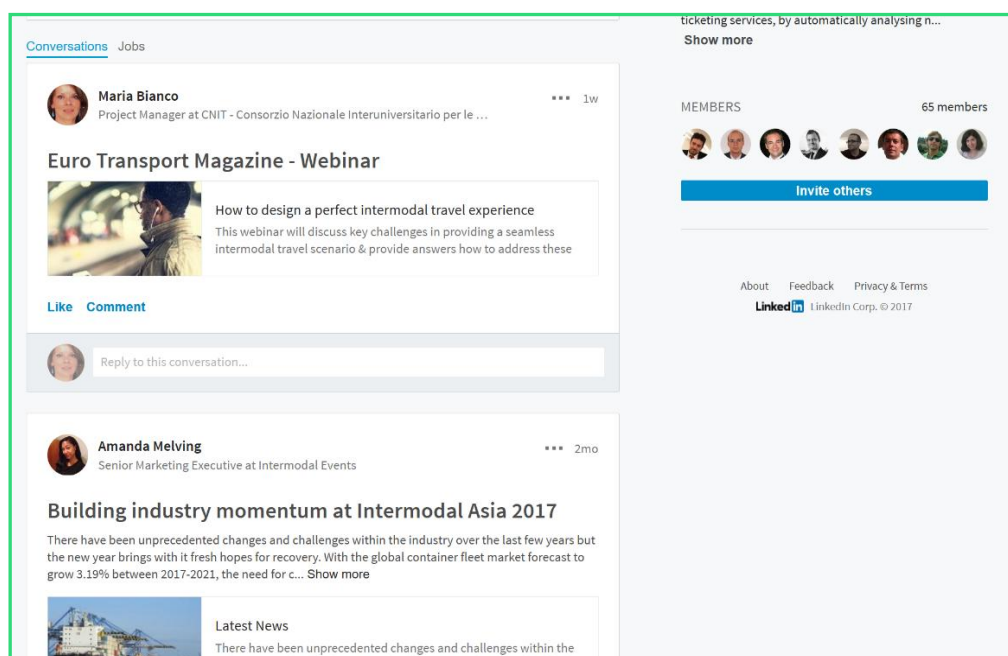 ticketing services, by automatically analysing n...
Show more
Conversations Jobs
Maria Bianco
1w
Project Manager at CNIT - Consorzio Nazionale Interuniversitario per le ...
Euro Transport Magazine - Webinar
How to design a perfect intermodal travel experience
This webinar will discuss key challenges in providing a seamless
intermodal travel scenario & provide answers how to address these
Like Comment
Reply to this conversation...
Amanda Melving
2mo
Senior Marketing Executive at Intermodal Events
Building industry momentum at Intermodal Asia 2017
There have been unprecedented changes and challenges within the industry over the last few years but
the new year brings with it fresh hopes for recovery. With the global container fleet market forecast to
grow 3.19% between 2017-2021, the need for c... Show more
Latest News
There have been unprecedented changes and challenges within the
MEMBERS 65 members
Invite others
About Feedback Privacy & Terms
LinkedIn LinkedIn Corp. © 2017